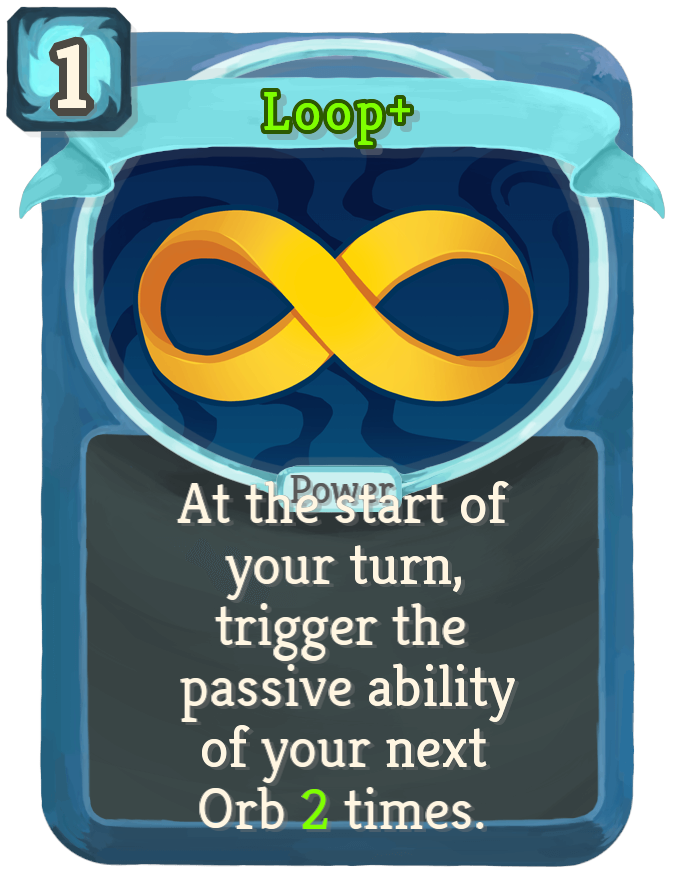 1
Loop+
Power
At the start of
your turn,
trigger the
passive ability
of your next
Orb 2 times.